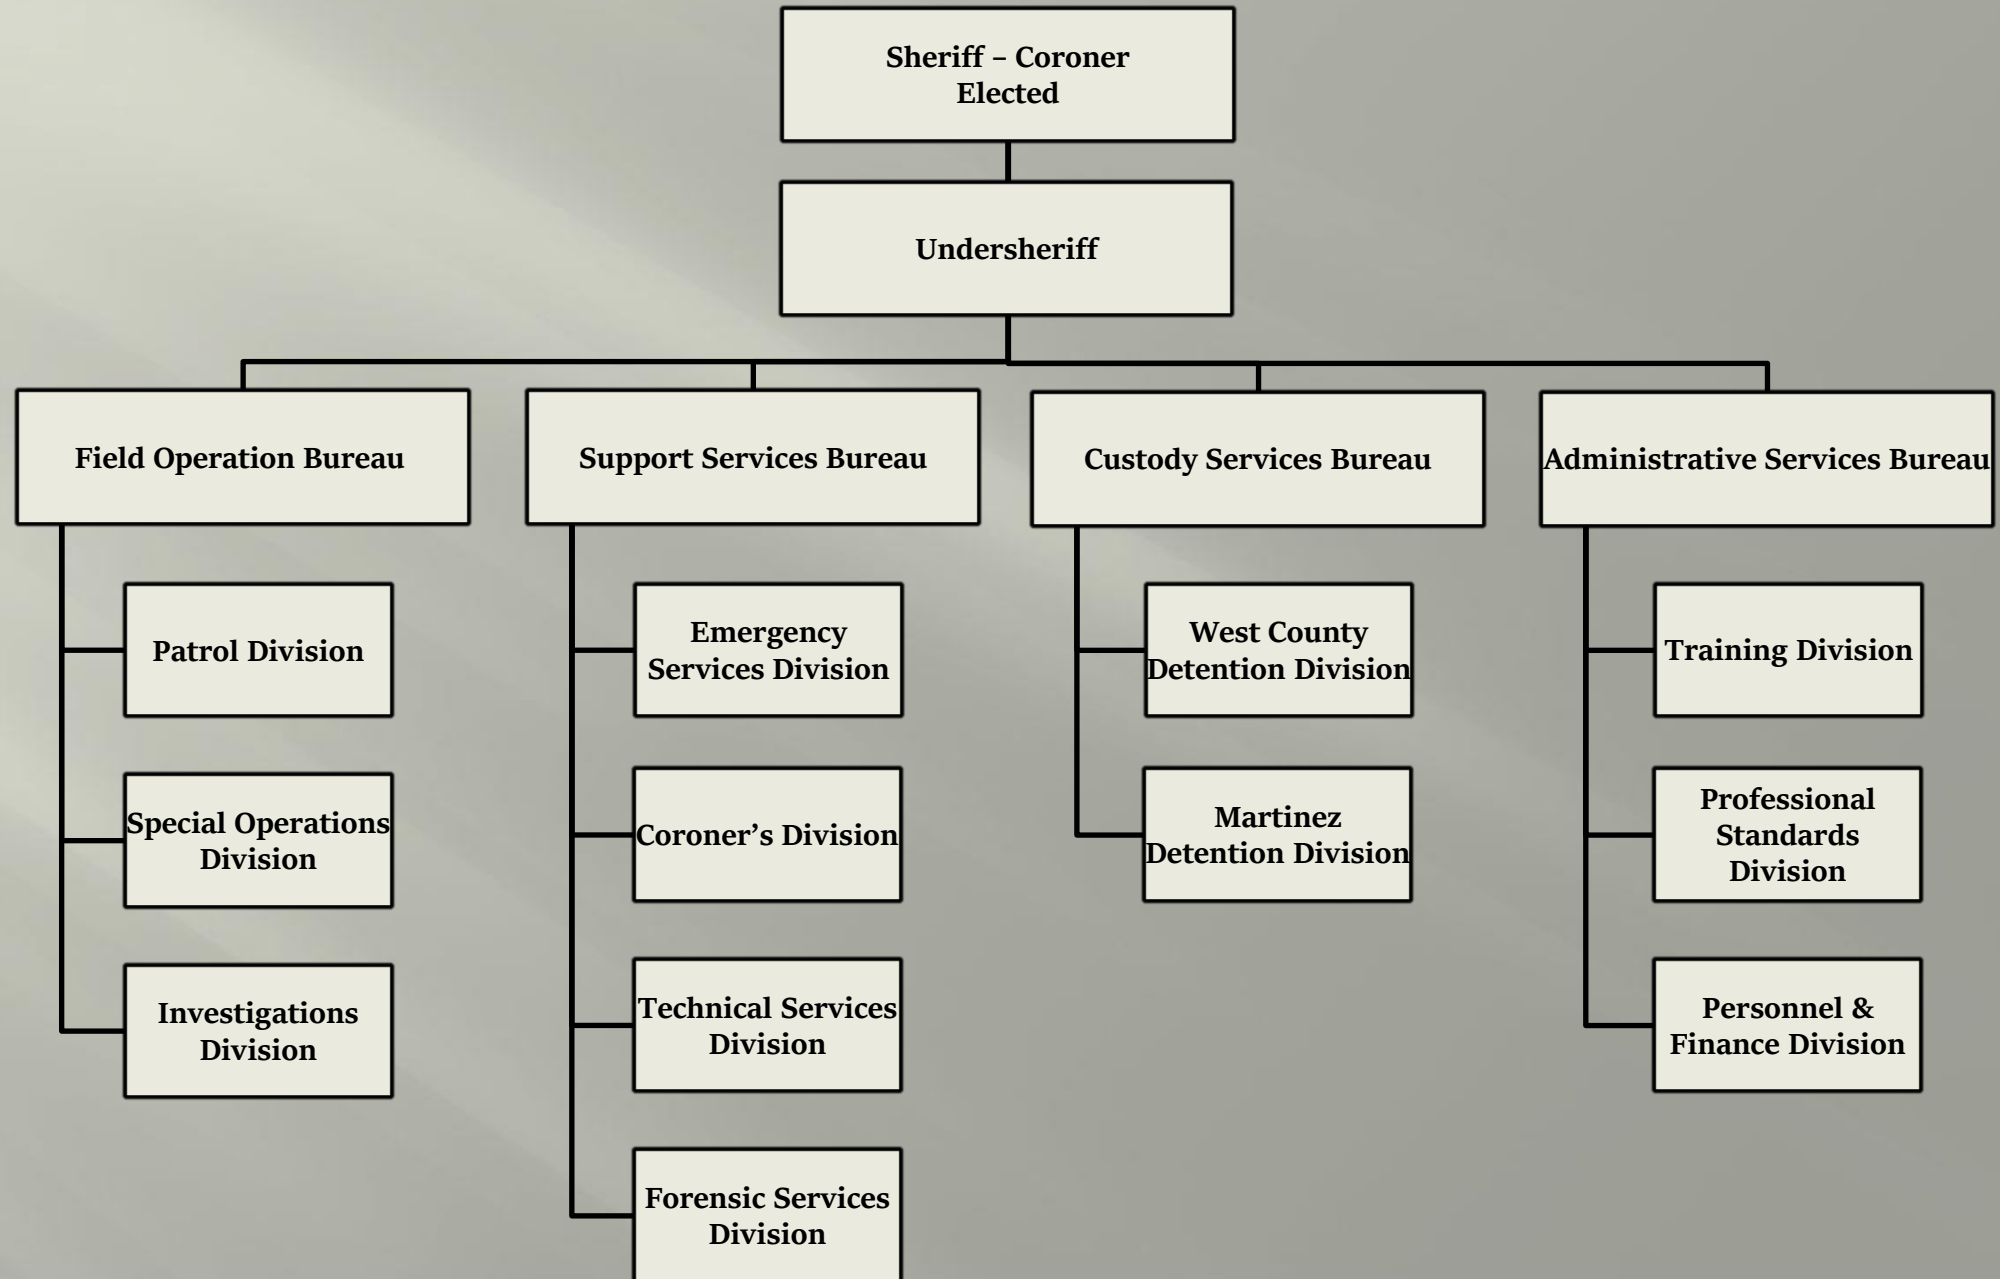 Sheriff – Coroner
Elected
Undersheriff
Field Operation Bureau
Support Services Bureau
Custody Services Bureau
Administrative Services Bureau
Patrol Division
Special Operations
Division
Investigations
Division
Emergency
Services Division
Coroner’s Division
Technical Services
Division
Forensic Services
Division
West County
Detention Division
Martinez
Detention Division
Training Division
Professional
Standards
Division
Personnel &
Finance Division